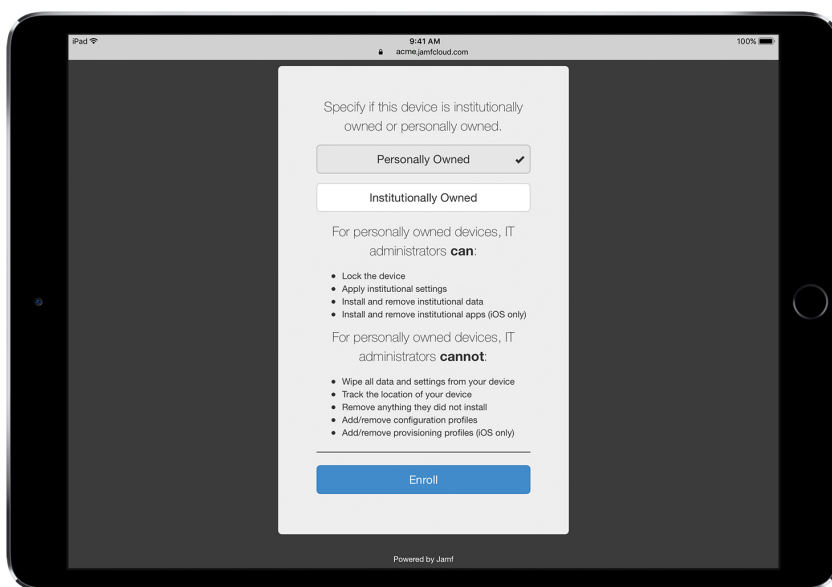 iPad
9:41 AM
100%
acme.jamfcloud.com
Specify if this device is institutionally
owned or personally owned.
Personally Owned
Institutionally Owned
For personally owned devices, IT
administrators can:
• Lock the device
• Apply institutional settings
• Install and remove institutional data
• Install and remove institutional apps (iOS only)
For personally owned devices, IT
administrators cannot:
• Wipe all data and settings from your device
• Track the location of your device
• Remove anything they did not install
• Add/remove configuration profiles
• Add/remove provisioning profiles (iOS only)
Enroll
Powered by Jamf